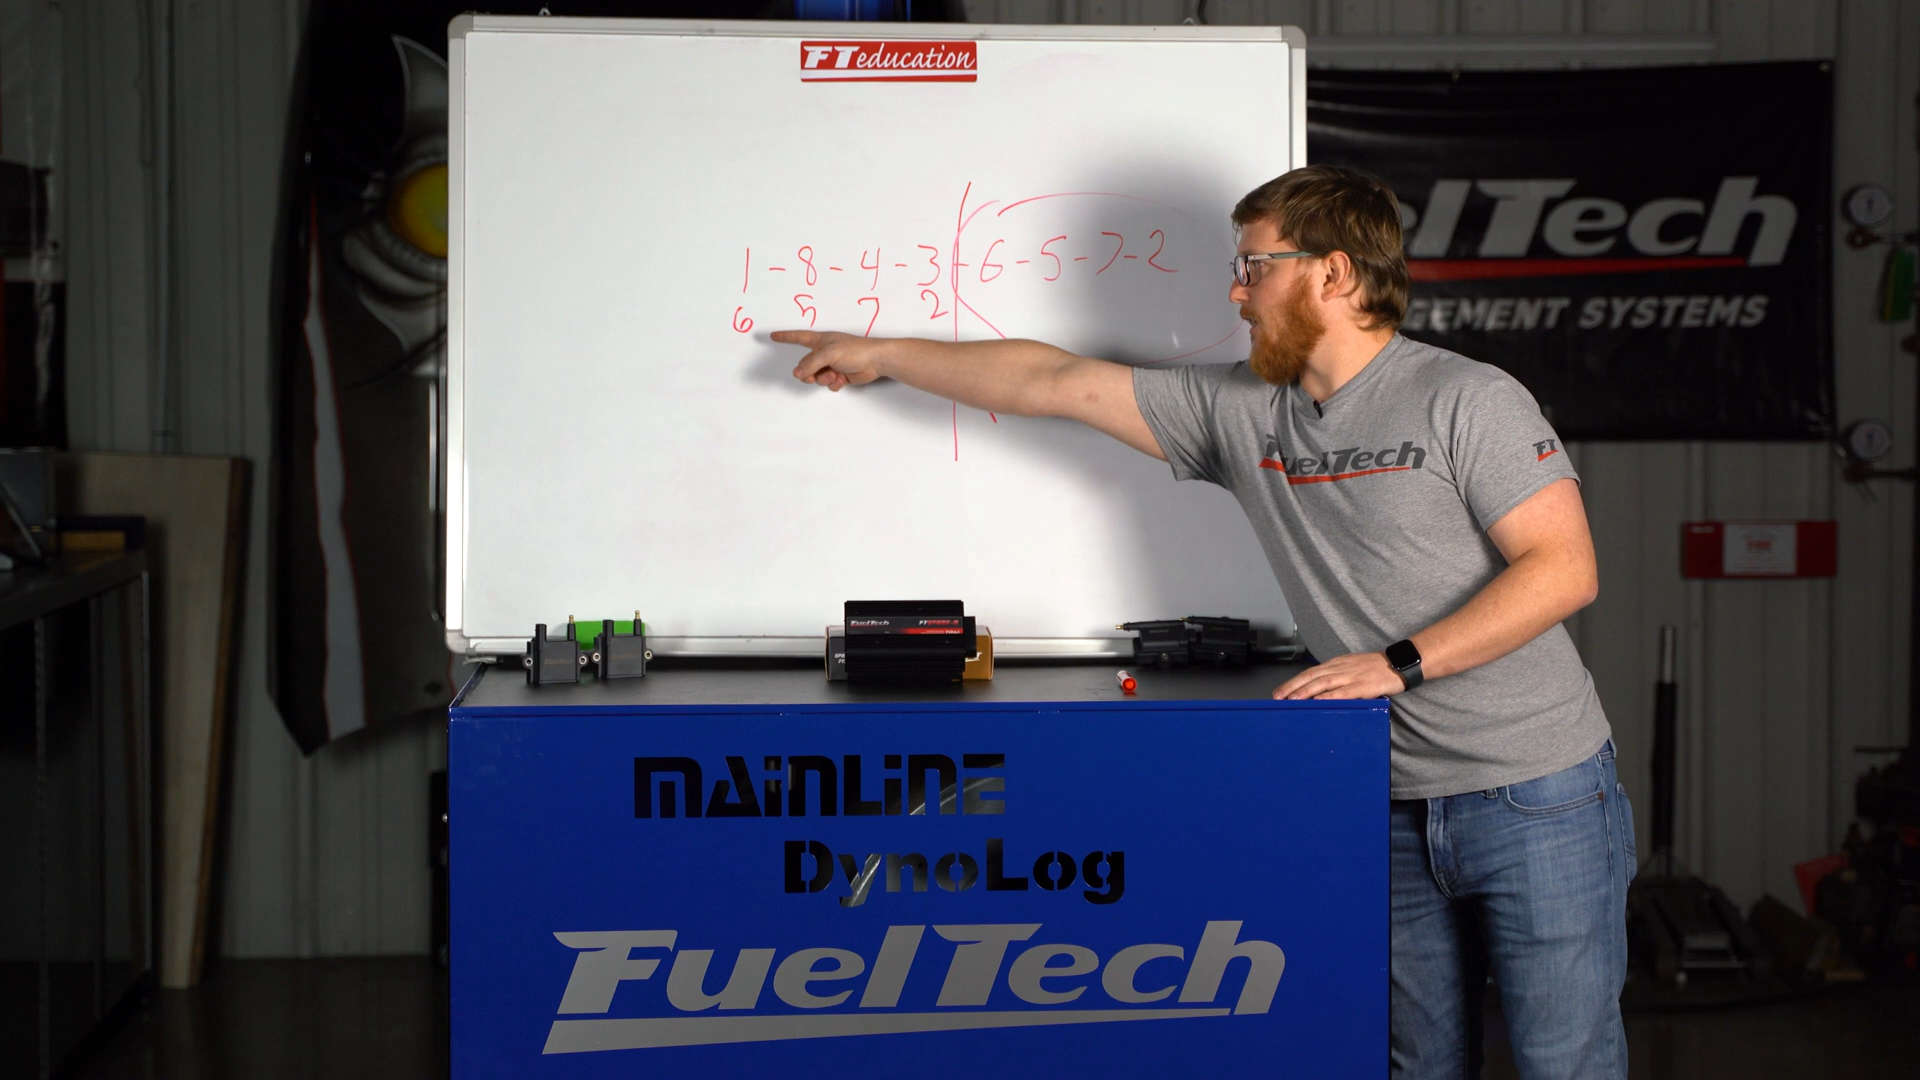 FTeducation
1-8-4-3-6-5-7-2
6 5 7 2
elTech
GEMENT SYSTEMS
FuelTech
FT
FuelTech
MAINLINE
DynoLog
FuelTech